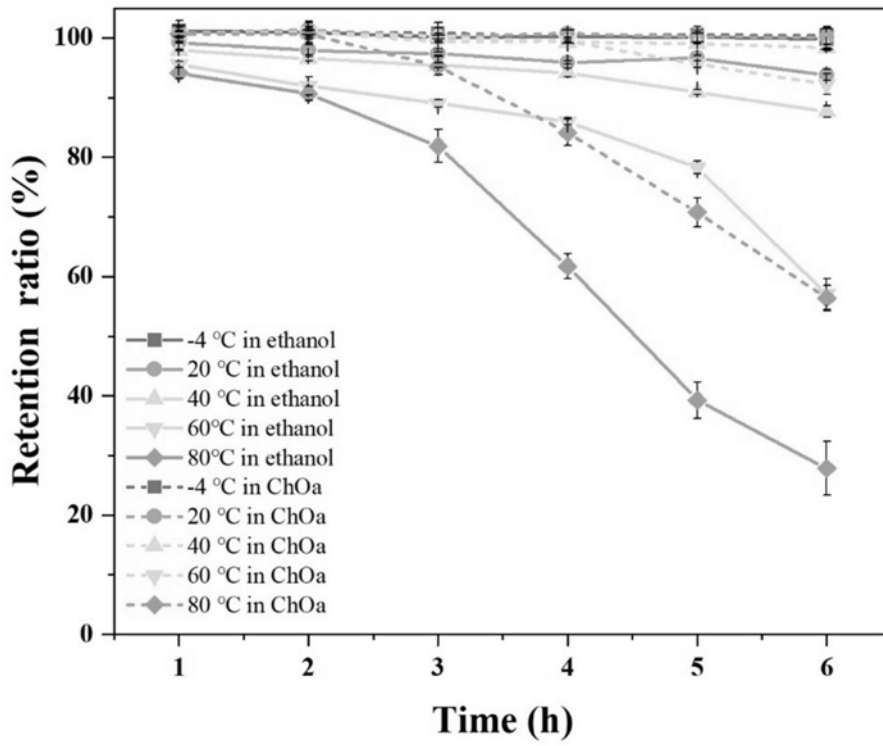 Retention ratio (%)
100
80
60
40
20
0
-4 °C in ethanol
20 °C in ethanol
40 °C in ethanol
60°C in ethanol
80°C in ethanol
-4 °C in ChOa
20 °C in ChOa
40 °C in ChOa
60 °C in ChOa
80 °C in ChOa
1 2 3 4 5 6
Time (h)